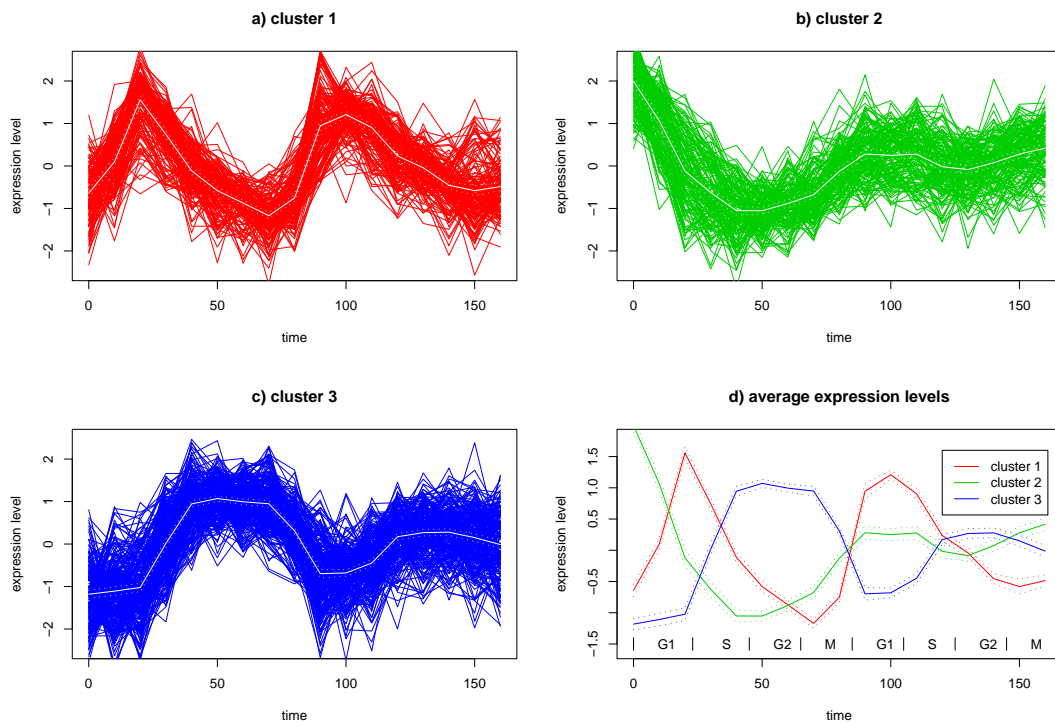 a) cluster 1
expression level
2
1
0
−1
−2
0
50
100
150
time
b) cluster 2
expression level
2
1
0
−1
−2
0
50
100
150
time
c) cluster 3
expression level
2
1
0
−1
−2
0
50
100
150
time
d) average expression levels
expression level
1.5
1.0
0.5
−0.5
−1.5
cluster 1
cluster 2
cluster 3
| G1 | S | G2 | M | G1 | S | G2 | M
0
50
100
150
time